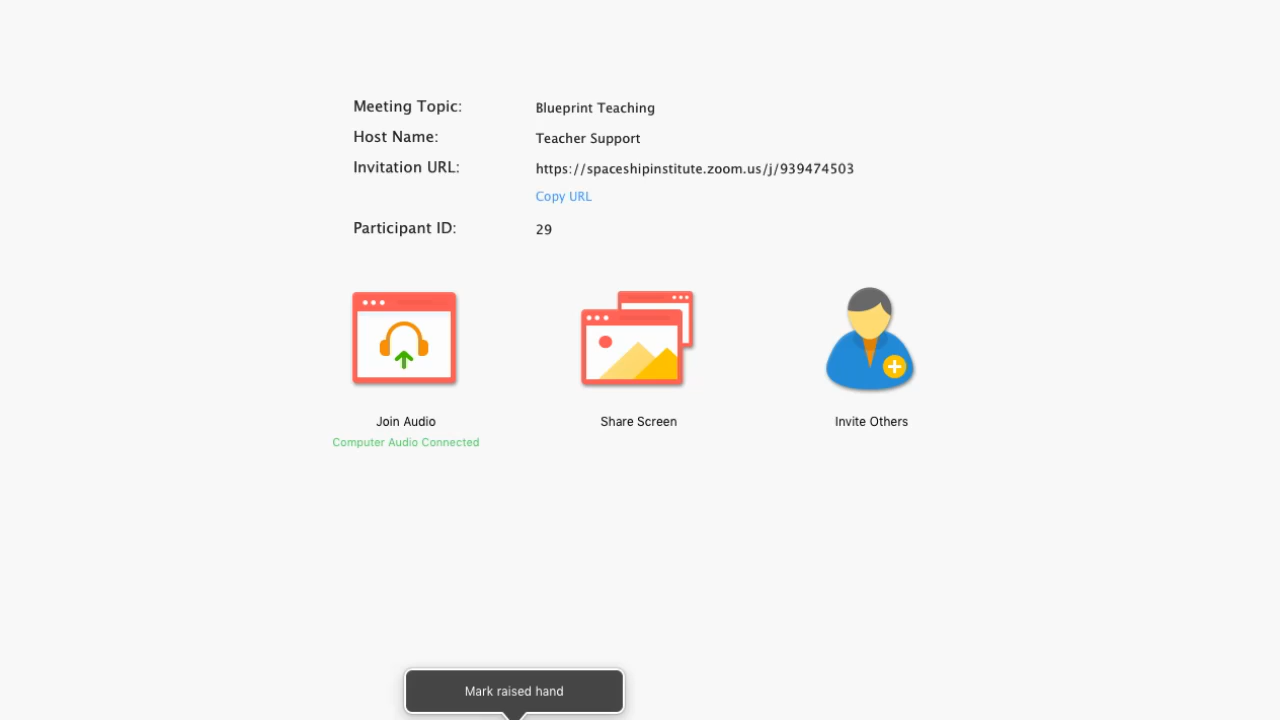 Meeting Topic: Blueprint Teaching
Host Name: Teacher Support
Invitation URL: https://spaceshipinstitute.zoom.us/j/939474503
Copy URL
Participant ID: 29
Join Audio Share Screen Invite Others
Computer Audio Connected
Mark raised hand